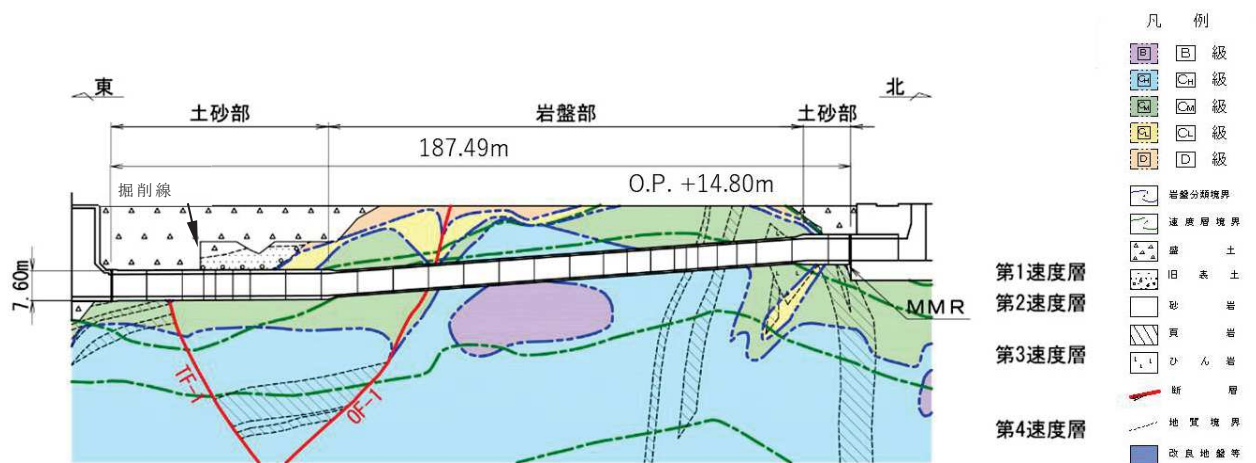 東
北
土砂部
岩盤部
土砂部
187.49m
掘削線
O.P. +14.80m
7.60m
MMR
TF-1
OF-1
第1速度層
第2速度層
第3速度層
第4速度層
凡 例
B B 級
CH CH 級
CM CM 級
CL CL 級
D D 級
岩盤分類境界
速度層境界
盛 土
旧 表 土
砂 岩
頁 岩
ひ ん 岩
断 層
地 質 境 界
改 良 地 盤 等